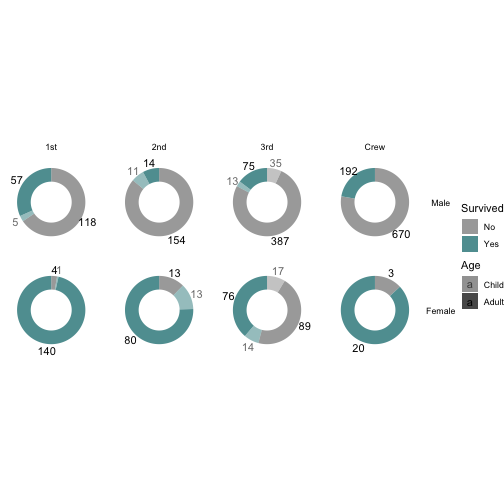 1st 2nd 3rd Crew
57 5 118
11 14 154
75 35 13 387
192 670
Male
4 1 140
13 13 80
17 76 89 14
3 20
Female
Survived
No
Yes
Age
a Child
a Adult